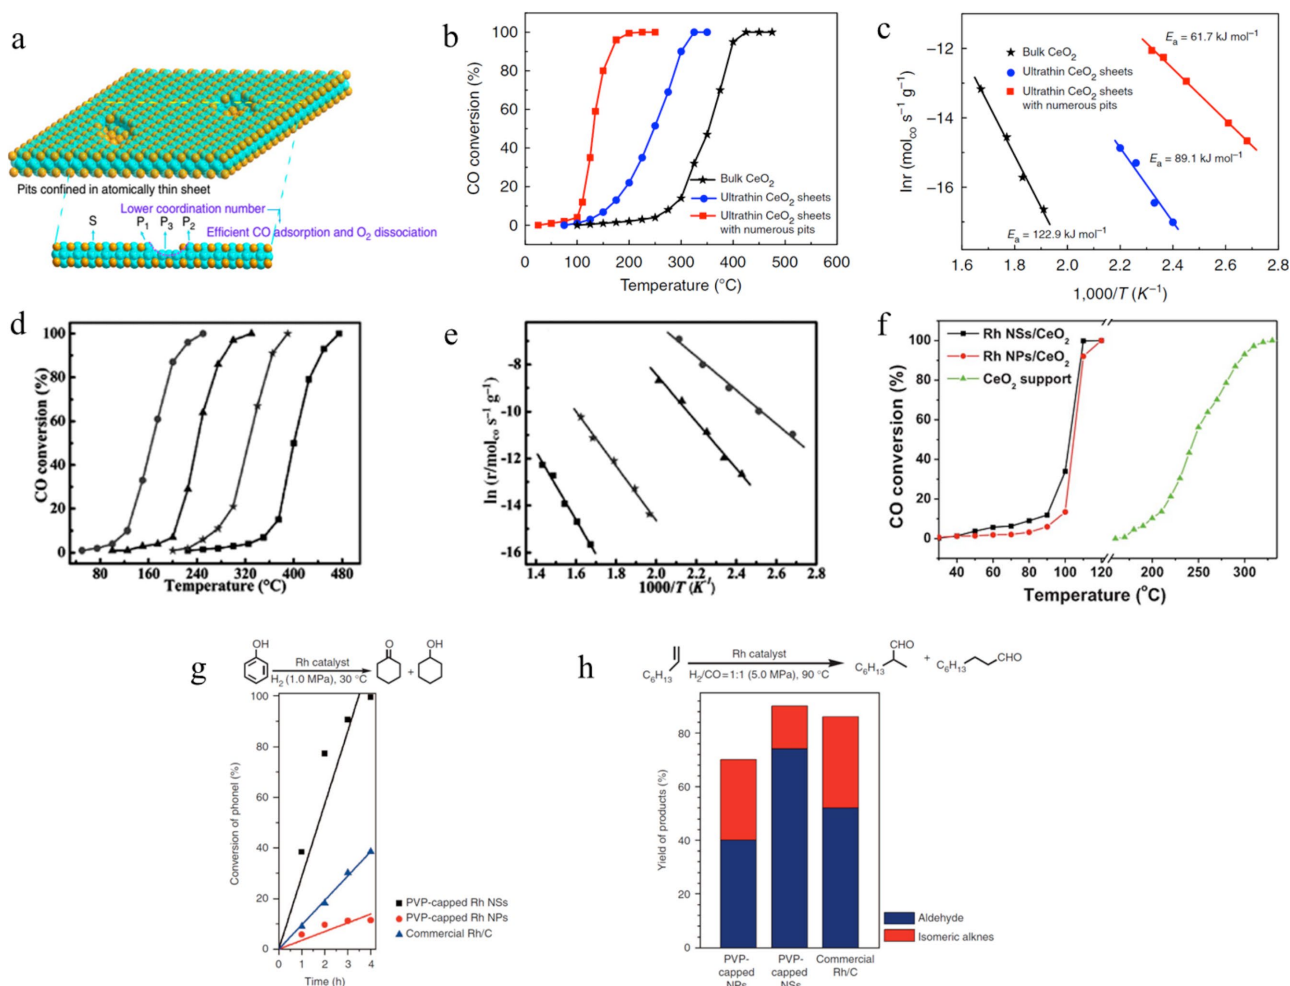 a
Pits confined in atomically thin sheet
Lower coordination number
S P₁ P₃ P₂
Efficient CO adsorption and O₂ dissociation
b
CO conversion (%)
100
80
60
40
20
0
Bulk CeO₂
Ultrathin CeO₂ sheets
Ultrathin CeO₂ sheets
with numerous pits
0 100 200 300 400 500 600
Temperature (°C)
c
lnr (mol_co s⁻¹ g⁻¹)
−12
−14
−16
Bulk CeO₂
Ultrathin CeO₂ sheets
Ultrathin CeO₂ sheets
with numerous pits
Eₐ = 61.7 kJ mol⁻¹
Eₐ = 89.1 kJ mol⁻¹
Eₐ = 122.9 kJ mol⁻¹
1.6 1.8 2.0 2.2 2.4 2.6 2.8
1,000/T (K⁻¹)
d
CO conversion (%)
100
80
60
40
20
0
80 160 240 320 400 480
Temperature (°C)
e
ln (r/mol_co s⁻¹ g⁻¹)
-8
-10
-12
-14
-16
1.4 1.6 1.8 2.0 2.2 2.4 2.6 2.8
1000/T (K⁻¹)
f
CO conversion (%)
100
80
60
40
20
0
Rh NSs/CeO₂
Rh NPs/CeO₂
CeO₂ support
40 60 80 100 120 200 250 300
Temperature (°C)
g
OH
Rh catalyst
H₂ (1.0 MPa), 30 °C
O
+
OH
Conversion of phonel (%)
100
80
60
40
20
0
0 1 2 3 4
Time (h)
PVP-capped Rh NSs
PVP-capped Rh NPs
Commercial Rh/C
h
C₆H₁₃
Rh catalyst
H₂/CO=1:1 (5.0 MPa), 90 °C
CHO
C₆H₁₃
+
C₆H₁₃
CHO
Yield of products (%)
80
60
40
20
0
Aldehyde
Isomeric alknes
PVP-
capped
NPs
PVP-
capped
NSs
Commercial
Rh/C